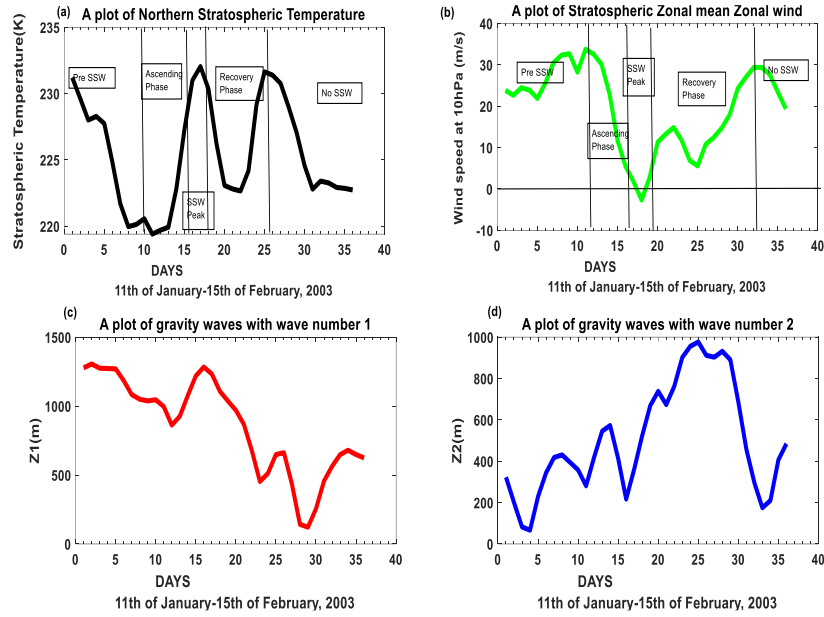 (a)
A plot of Northern Stratospheric Temperature
Stratospheric Temperature(K)
235
230
225
220
Pre SSW
Ascending
Phase
SSW
Peak
Recovery
Phase
No SSW
0 5 10 15 20 25 30 35 40
DAYS
11th of January-15th of February, 2003
(b)
A plot of Stratospheric Zonal mean Zonal wind
Wind speed at 10hPa (m/s)
40
30
20
10
0
-10
Pre SSW
Ascending
Phase
SSW
Peak
Recovery
Phase
No SSW
0 5 10 15 20 25 30 35 40
DAYS
11th of January-15th of February, 2003
(c)
A plot of gravity waves with wave number 1
Z1(m)
1500
1000
500
0
0 5 10 15 20 25 30 35 40
DAYS
11th of January-15th of February, 2003
(d)
A plot of gravity waves with wave number 2
Z2(m)
1000
800
600
400
200
0
0 5 10 15 20 25 30 35 40
DAYS
11th of January-15th of February, 2003